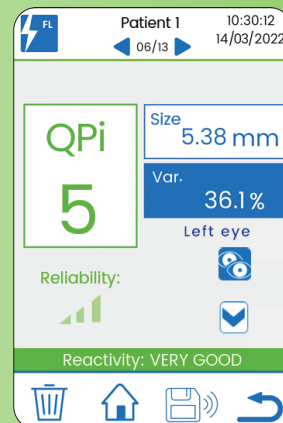 FL
Patient 1
06/13
10:30:12
14/03/2022
QPi
5
Size
5.38 mm
Var.
36.1%
Left eye
Reliability:
Reactivity: VERY GOOD